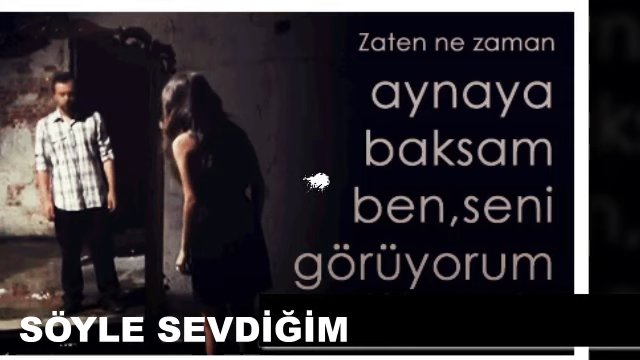 Zaten ne zaman
aynaya
baksam
ben,seni
görüyorum
SÖYLE SEVDİĞİM